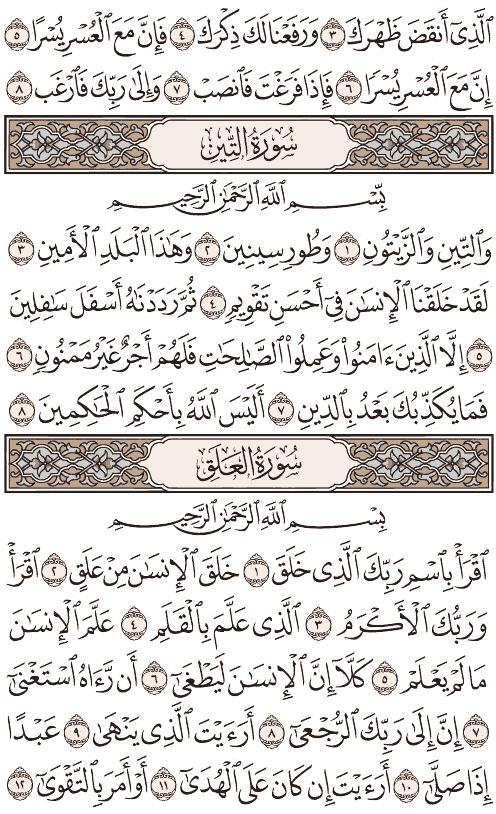 ٱلَّذِىٓ أَنقَضَ ظَهْرَكَ ٣ وَرَفَعْنَا لَكَ ذِكْرَكَ ٤ فَإِنَّ مَعَ ٱلْعُسْرِ يُسْرًا ٥
إِنَّ مَعَ ٱلْعُسْرِ يُسْرًا ٦ فَإِذَا فَرَغْتَ فَٱنصَبْ ٧ وَإِلَىٰ رَبِّكَ فَٱرْغَب ٨
سُورَةُ التِّينِ
بِسْمِ ٱللَّهِ ٱلرَّحْمَٰنِ ٱلرَّحِيمِ
وَٱلتِّينِ وَٱلزَّيْتُونِ ١ وَطُورِ سِينِينَ ٢ وَهَٰذَا ٱلْبَلَدِ ٱلْأَمِينِ ٣
لَقَدْ خَلَقْنَا ٱلْإِنسَٰنَ فِىٓ أَحْسَنِ تَقْوِيمٍ ٤ ثُمَّ رَدَدْنَٰهُ أَسْفَلَ سَٰفِلِينَ
٥ إِلَّا ٱلَّذِينَ ءَامَنُوا۟ وَعَمِلُوا۟ ٱلصَّٰلِحَٰتِ فَلَهُمْ أَجْرٌ غَيْرُ مَمْنُونٍ ٦
فَمَا يُكَذِّبُكَ بَعْدُ بِٱلدِّينِ ٧ أَلَيْسَ ٱللَّهُ بِأَحْكَمِ ٱلْحَٰكِمِينَ ٨
سُورَةُ العَلَقِ
بِسْمِ ٱللَّهِ ٱلرَّحْمَٰنِ ٱلرَّحِيمِ
ٱقْرَأْ بِٱسْمِ رَبِّكَ ٱلَّذِى خَلَقَ ١ خَلَقَ ٱلْإِنسَٰنَ مِنْ عَلَقٍ ٢ ٱقْرَأْ
وَرَبُّكَ ٱلْأَكْرَمُ ٣ ٱلَّذِى عَلَّمَ بِٱلْقَلَمِ ٤ عَلَّمَ ٱلْإِنسَٰنَ
مَا لَمْ يَعْلَمْ ٥ كَلَّآ إِنَّ ٱلْإِنسَٰنَ لَيَطْغَىٰٓ ٦ أَن رَّءَاهُ ٱسْتَغْنَىٰٓ
٧ إِنَّ إِلَىٰ رَبِّكَ ٱلرُّجْعَىٰٓ ٨ أَرَءَيْتَ ٱلَّذِى يَنْهَىٰ ٩ عَبْدًا
إِذَا صَلَّىٰٓ ١٠ أَرَءَيْتَ إِن كَانَ عَلَى ٱلْهُدَىٰٓ ١١ أَوْ أَمَرَ بِٱلتَّقْوَىٰٓ ١٢